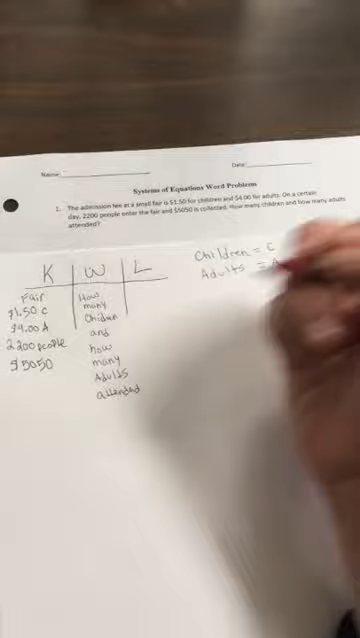 Name: Date:
Systems of Equations Word Problems
1. The admission fee at a small fair is $1.50 for children and $4.00 for adults. On a certain
day, 2200 people enter the fair and $5050 is collected. How many children and how many adults
attended?
Children = C
Adults = A
K W L
Fair
$1.50 C
$4.00 A
2200 people
$5050
How
many
Chidren
and
how
many
Adults
attended